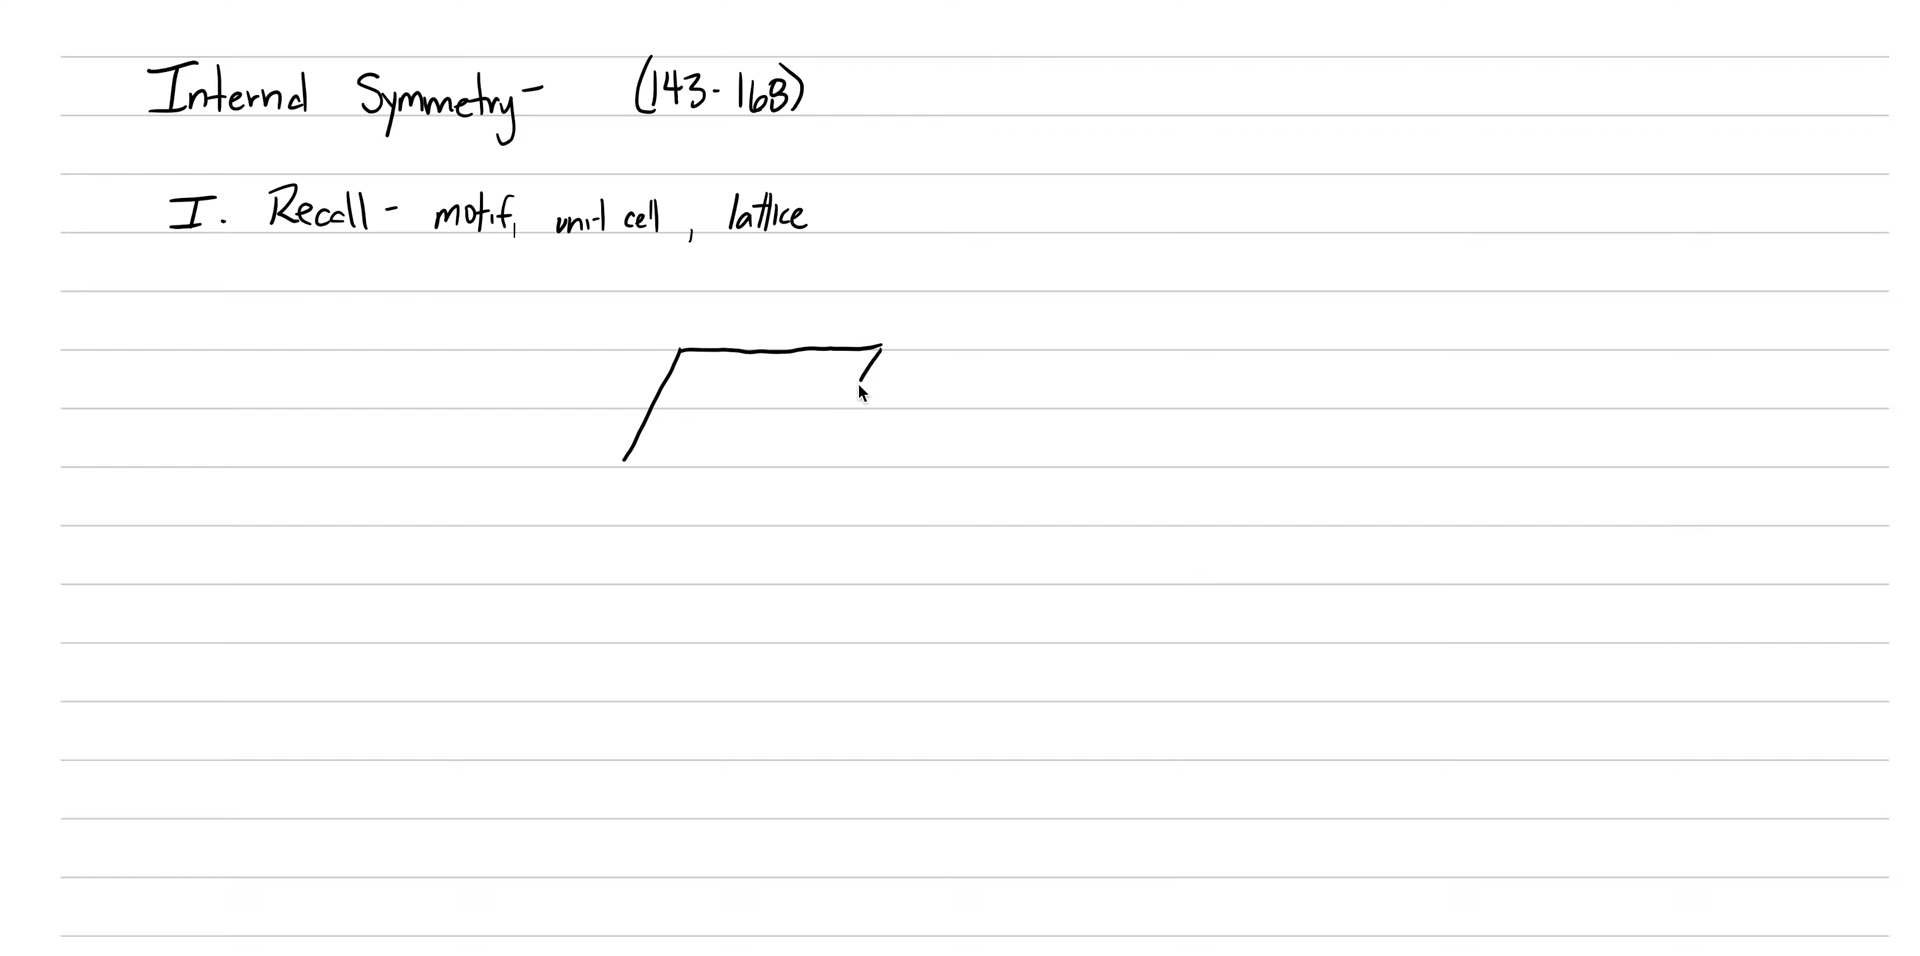 Internal Symmetry- (143-168)
I. Recall- motif, unit cell, lattice